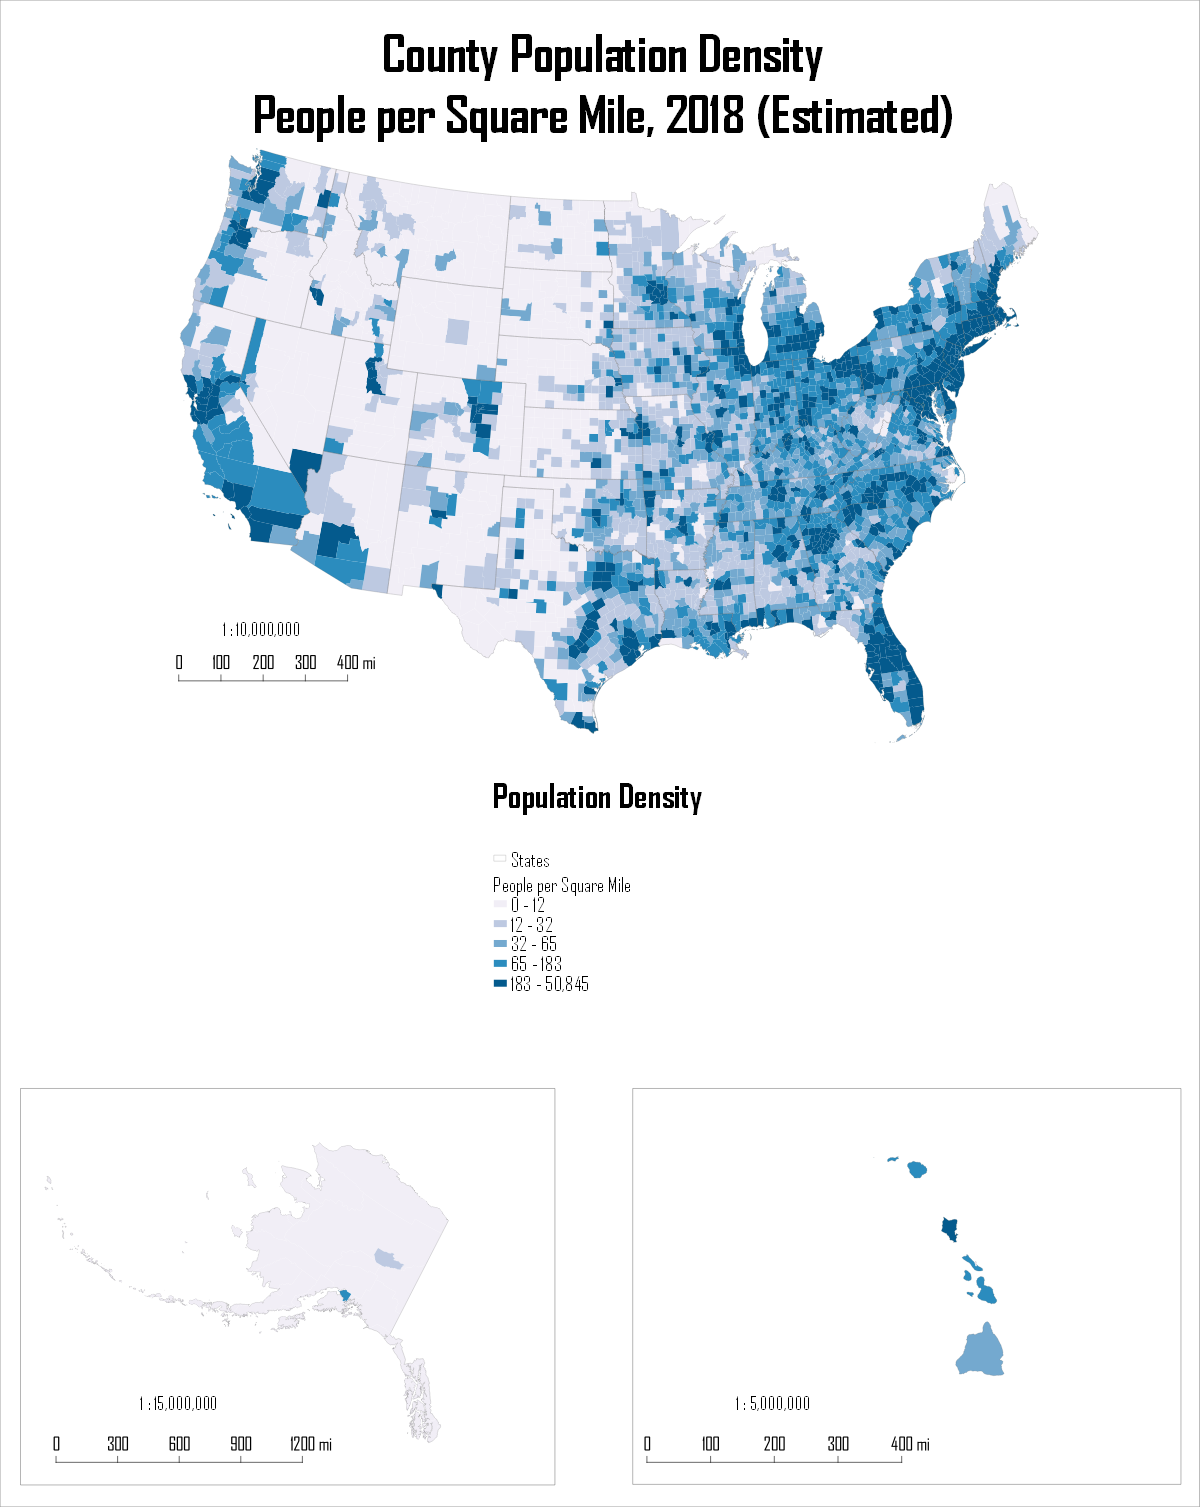 County Population Density
People per Square Mile, 2018 (Estimated)
1 :10,000,000
0 100 200 300 400 mi
Population Density
States
People per Square Mile
0 - 12
12 - 32
32 - 65
65 -183
183 - 50,845
1 :15,000,000
0 300 600 900 1200 mi
1 : 5,000,000
0 100 200 300 400 mi